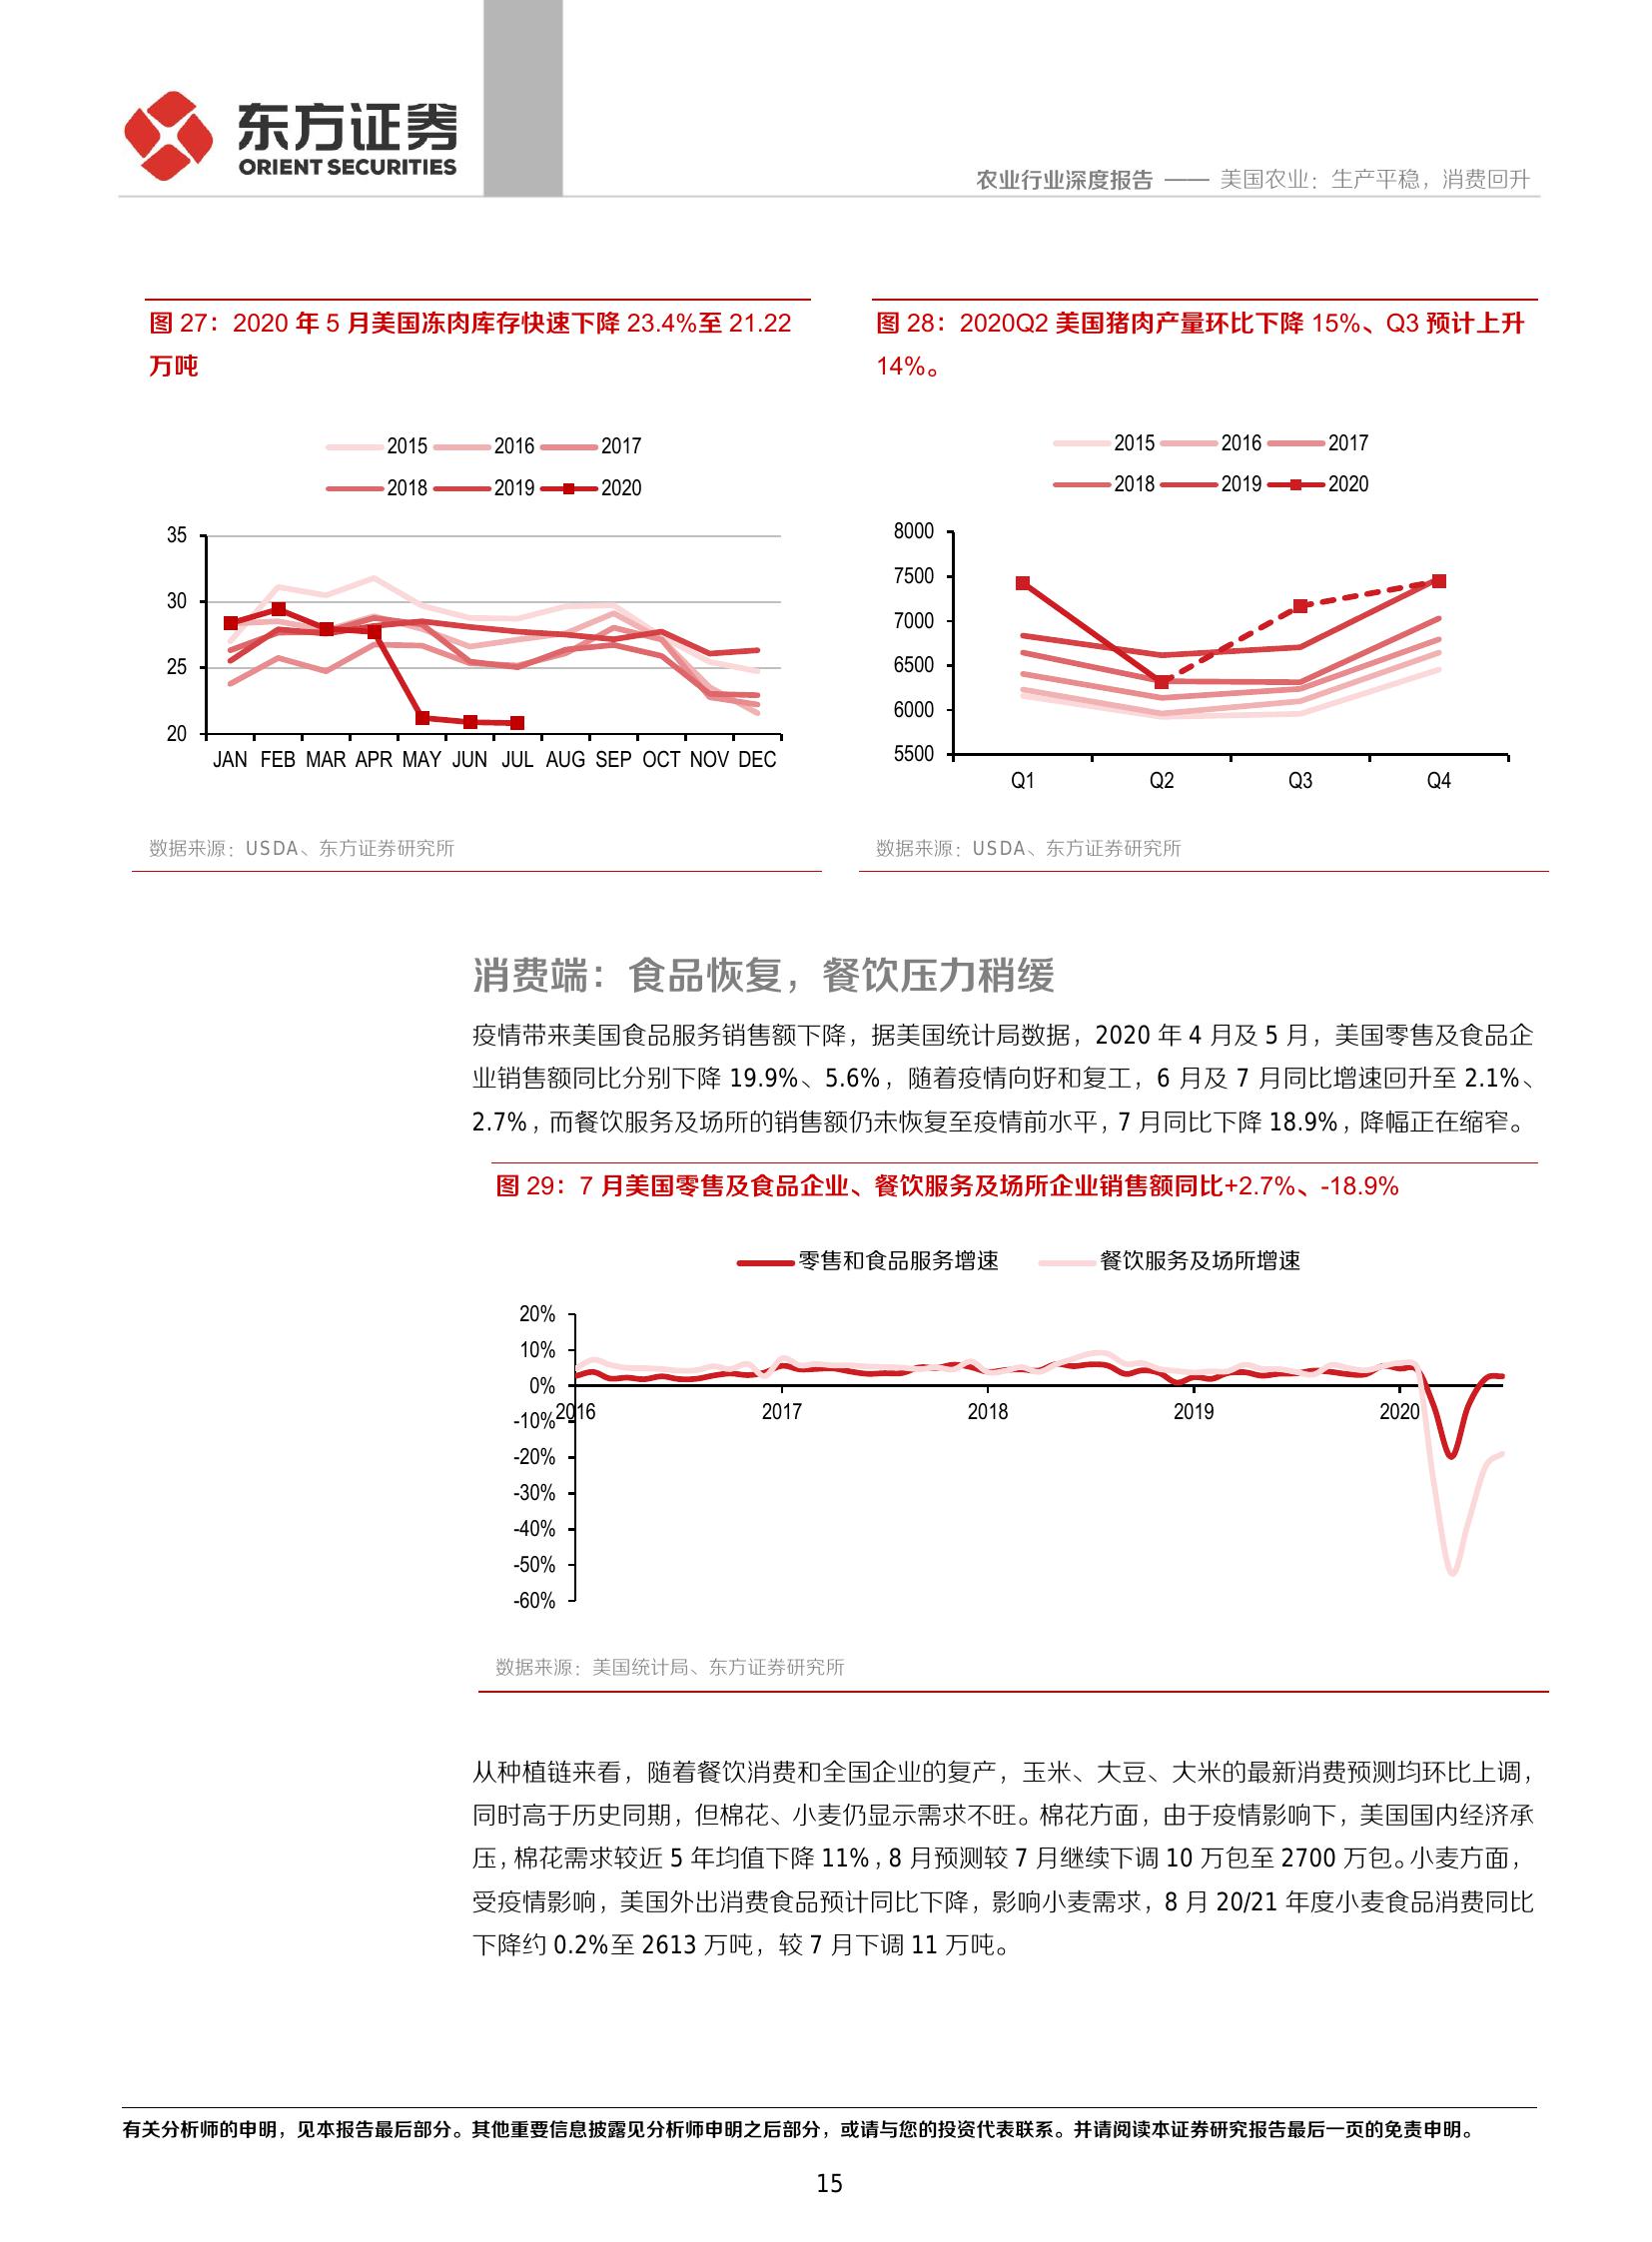 东方证券
ORIENT SECURITIES
农业行业深度报告 —— 美国农业：生产平稳，消费回升
图 27：2020 年 5 月美国冻肉库存快速下降 23.4%至 21.22
万吨
2015 2016 2017
2018 2019 2020
35
30
25
20
JAN FEB MAR APR MAY JUN JUL AUG SEP OCT NOV DEC
数据来源：USDA、东方证券研究所
图 28：2020Q2 美国猪肉产量环比下降 15%、Q3 预计上升
14%。
2015 2016 2017
2018 2019 2020
8000
7500
7000
6500
6000
5500
Q1 Q2 Q3 Q4
数据来源：USDA、东方证券研究所
消费端：食品恢复，餐饮压力稍缓
疫情带来美国食品服务销售额下降，据美国统计局数据，2020 年 4 月及 5 月，美国零售及食品企
业销售额同比分别下降 19.9%、5.6%，随着疫情向好和复工，6 月及 7 月同比增速回升至 2.1%、
2.7%，而餐饮服务及场所的销售额仍未恢复至疫情前水平，7 月同比下降 18.9%，降幅正在缩窄。
图 29：7 月美国零售及食品企业、餐饮服务及场所企业销售额同比+2.7%、-18.9%
零售和食品服务增速 餐饮服务及场所增速
20%
10%
0%
-10%
-20%
-30%
-40%
-50%
-60%
2016 2017 2018 2019 2020
数据来源：美国统计局、东方证券研究所
从种植链来看，随着餐饮消费和全国企业的复产，玉米、大豆、大米的最新消费预测均环比上调，
同时高于历史同期，但棉花、小麦仍显示需求不旺。棉花方面，由于疫情影响下，美国国内经济承
压，棉花需求较近 5 年均值下降 11%，8 月预测较 7 月继续下调 10 万包至 2700 万包。小麦方面，
受疫情影响，美国外出消费食品预计同比下降，影响小麦需求，8 月 20/21 年度小麦食品消费同比
下降约 0.2%至 2613 万吨，较 7 月下调 11 万吨。
有关分析师的申明，见本报告最后部分。其他重要信息披露见分析师申明之后部分，或请与您的投资代表联系。并请阅读本证券研究报告最后一页的免责申明。
15